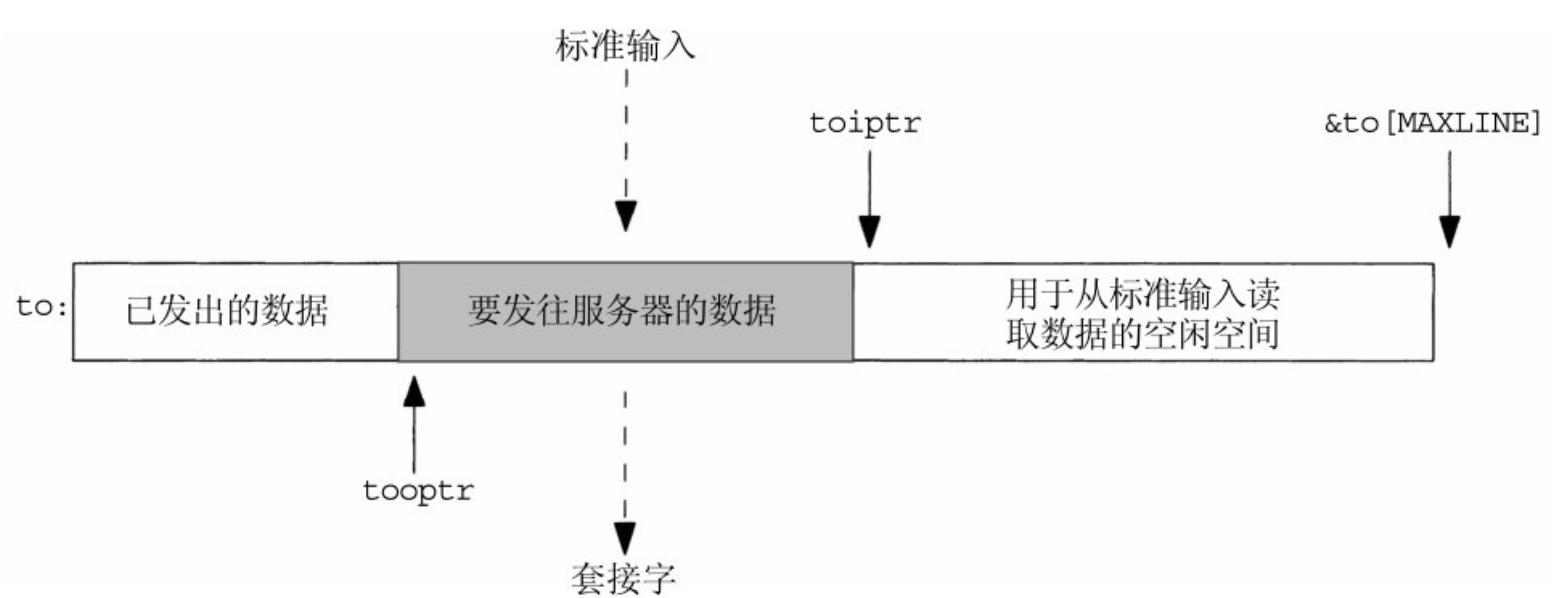 标准输入
toiptr
&to[MAXLINE]
to:
已发出的数据
要发往服务器的数据
用于从标准输入读
取数据的空闲空间
tooptr
套接字